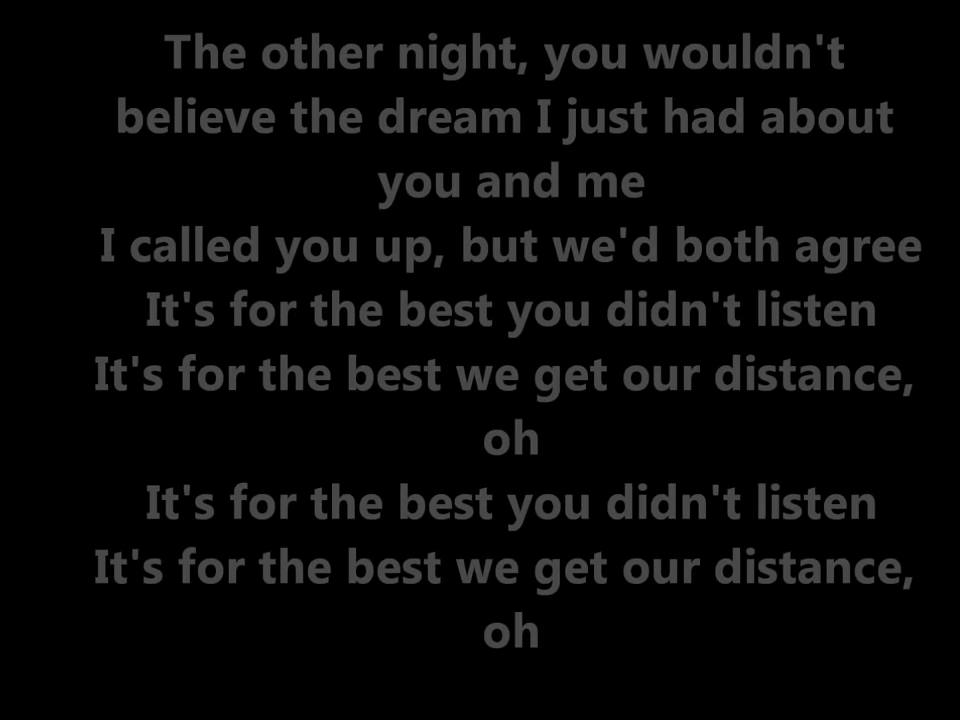 The other night, you wouldn't
believe the dream I just had about
you and me
I called you up, but we'd both agree
It's for the best you didn't listen
It's for the best we get our distance,
oh
It's for the best you didn't listen
It's for the best we get our distance,
oh